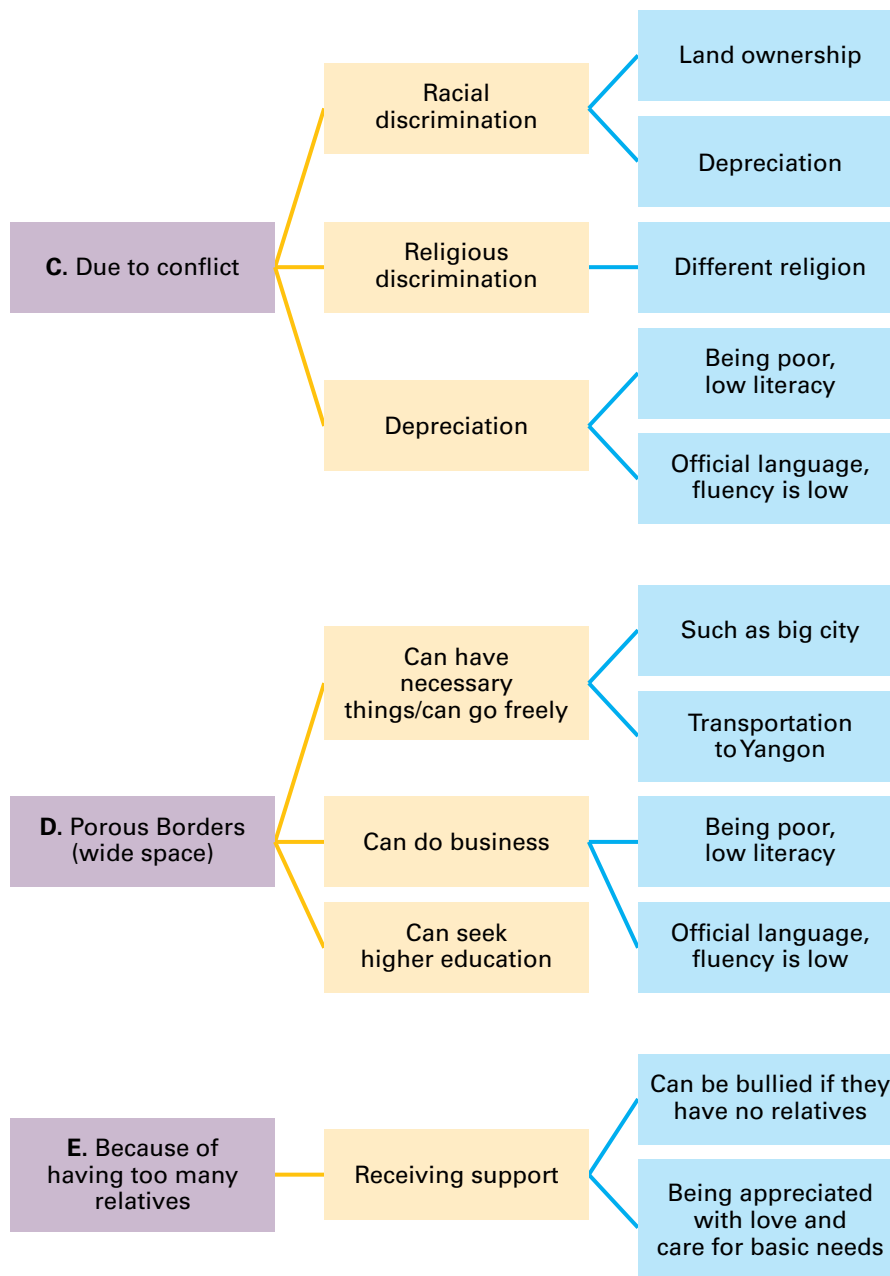 Land ownership
Racial
discrimination
Depreciation
C. Due to conflict
Religious
discrimination
Different religion
Depreciation
Being poor,
low literacy
Official language,
fluency is low
Can have
necessary
things/can go freely
Such as big city
Transportation
to Yangon
D. Porous Borders
(wide space)
Can do business
Being poor,
low literacy
Can seek
higher education
Official language,
fluency is low
E. Because of
having too many
relatives
Receiving support
Can be bullied if they
have no relatives
Being appreciated
with love and
care for basic needs